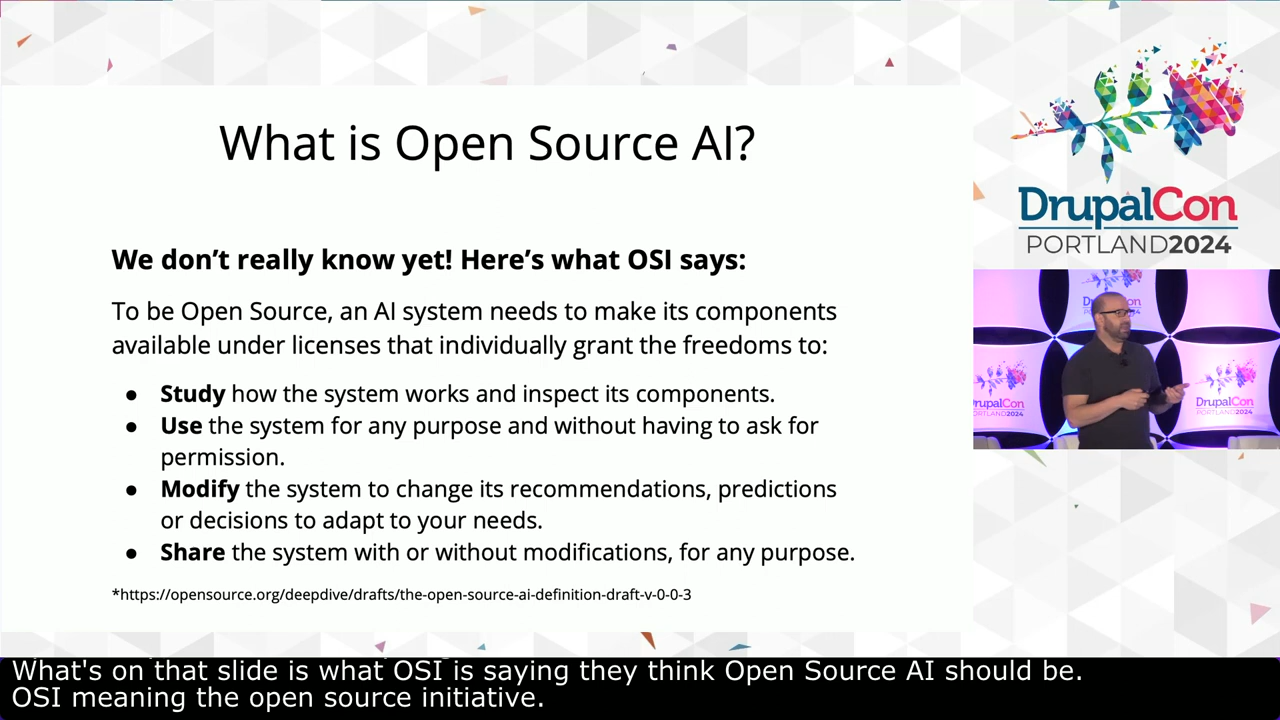 What is Open Source AI?
We don’t really know yet! Here’s what OSI says:
To be Open Source, an AI system needs to make its components
available under licenses that individually grant the freedoms to:
● Study how the system works and inspect its components.
● Use the system for any purpose and without having to ask for
permission.
● Modify the system to change its recommendations, predictions
or decisions to adapt to your needs.
● Share the system with or without modifications, for any purpose.
*https://opensource.org/deepdive/drafts/the-open-source-ai-definition-draft-v-0-0-3
DrupalCon
PORTLAND2024
DrupalCon
DrupalCon
PORTLAND2024
DrupalCon
PORTLAND2024
What's on that slide is what OSI is saying they think Open Source AI should be.
OSI meaning the open source initiative.